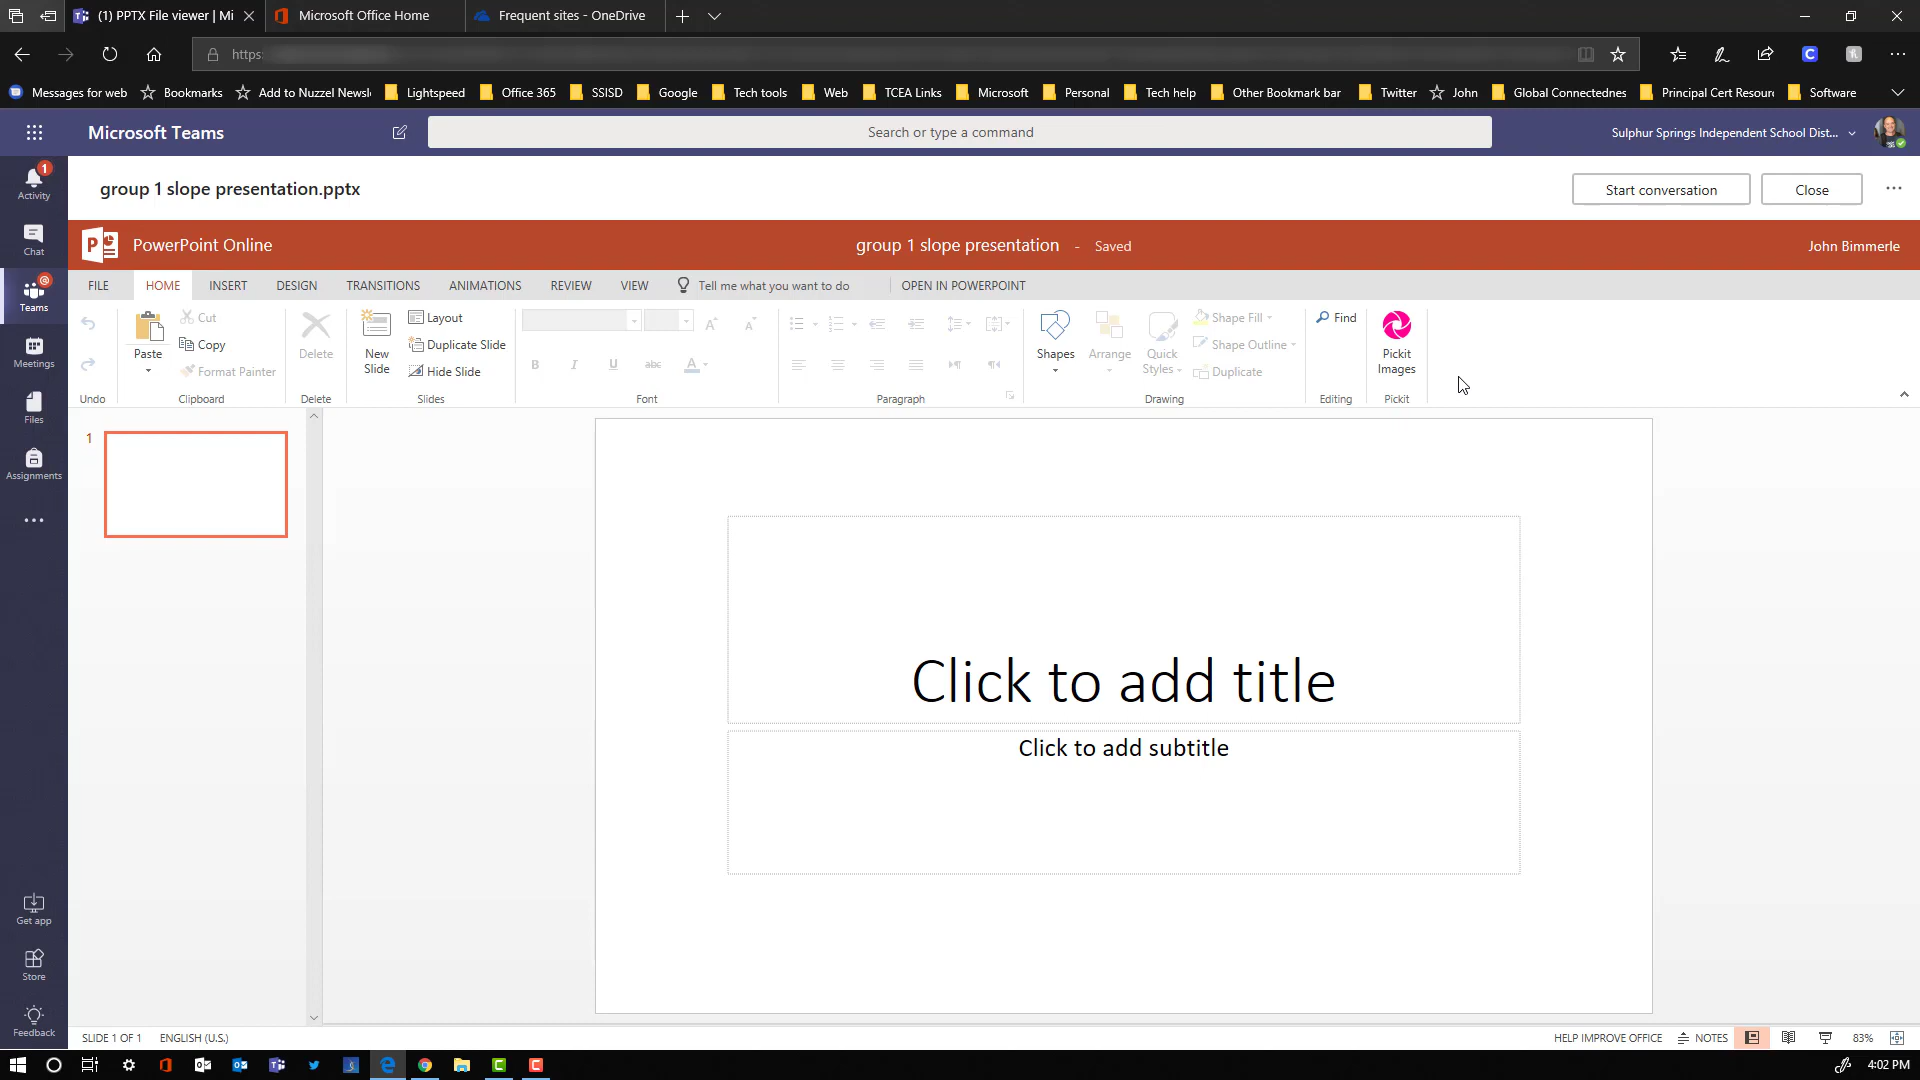 (1) PPTX File viewer | Mi
Microsoft Office Home
Frequent sites - OneDrive
https:
Messages for web
Bookmarks
Add to Nuzzel Newsl
Lightspeed
Office 365
SSISD
Google
Tech tools
Web
TCEA Links
Microsoft
Personal
Tech help
Other Bookmark bar
Twitter
John
Global Connectednes
Principal Cert Resourc
Software
Microsoft Teams
Search or type a command
Sulphur Springs Independent School Dist...
1
Activity
Chat
Teams
Meetings
Files
Assignments
Get app
Store
Feedback
group 1 slope presentation.pptx
Start conversation
Close
PowerPoint Online
group 1 slope presentation - Saved
John Bimmerle
FILE
HOME
INSERT
DESIGN
TRANSITIONS
ANIMATIONS
REVIEW
VIEW
Tell me what you want to do
OPEN IN POWERPOINT
Undo
Paste
Cut
Copy
Format Painter
Clipboard
Delete
Delete
New Slide
Layout
Duplicate Slide
Hide Slide
Slides
B I U abc A
Font
Paragraph
Shapes
Arrange
Quick Styles
Shape Fill
Shape Outline
Duplicate
Drawing
Find
Editing
Pickit Images
Pickit
1
Click to add title
Click to add subtitle
SLIDE 1 OF 1
ENGLISH (U.S.)
HELP IMPROVE OFFICE
NOTES
83%
4:02 PM